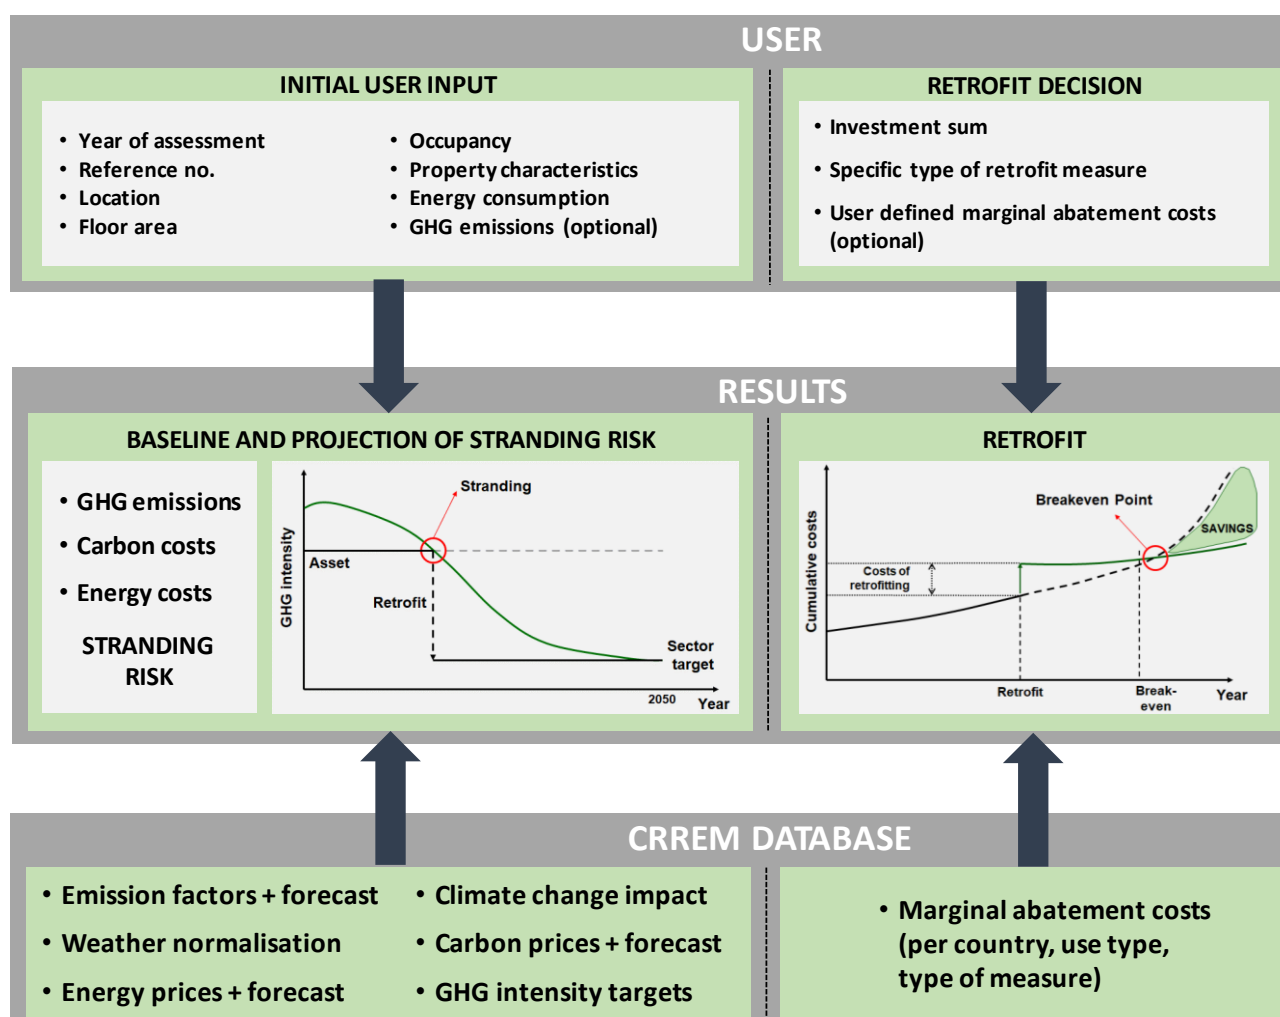 USER
INITIAL USER INPUT
• Year of assessment
• Reference no.
• Location
• Floor area
• Occupancy
• Property characteristics
• Energy consumption
• GHG emissions (optional)
RETROFIT DECISION
• Investment sum
• Specific type of retrofit measure
• User defined marginal abatement costs
(optional)
RESULTS
BASELINE AND PROJECTION OF STRANDING RISK
• GHG emissions
• Carbon costs
• Energy costs
STRANDING
RISK
GHG intensity
Stranding
Asset
Retrofit
Sector
target
2050
Year
RETROFIT
Cumulative costs
Breakeven Point
SAVINGS
Costs of
retrofitting
Retrofit
Break-
even
Year
CRREM DATABASE
• Emission factors + forecast
• Weather normalisation
• Energy prices + forecast
• Climate change impact
• Carbon prices + forecast
• GHG intensity targets
• Marginal abatement costs
(per country, use type,
type of measure)